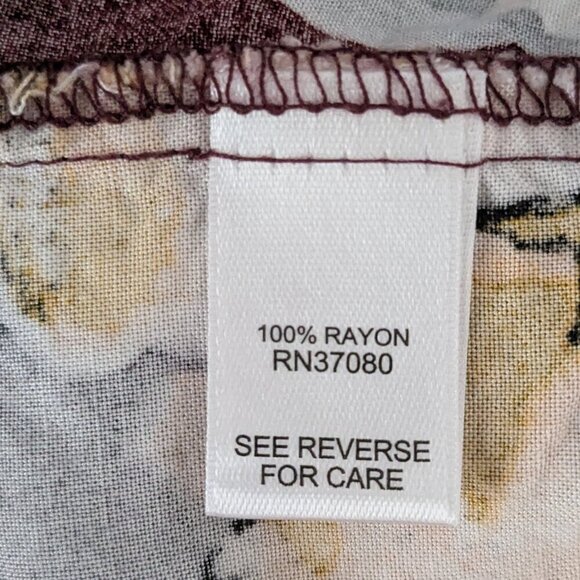 100% RAYON
RN37080
SEE REVERSE
FOR CARE